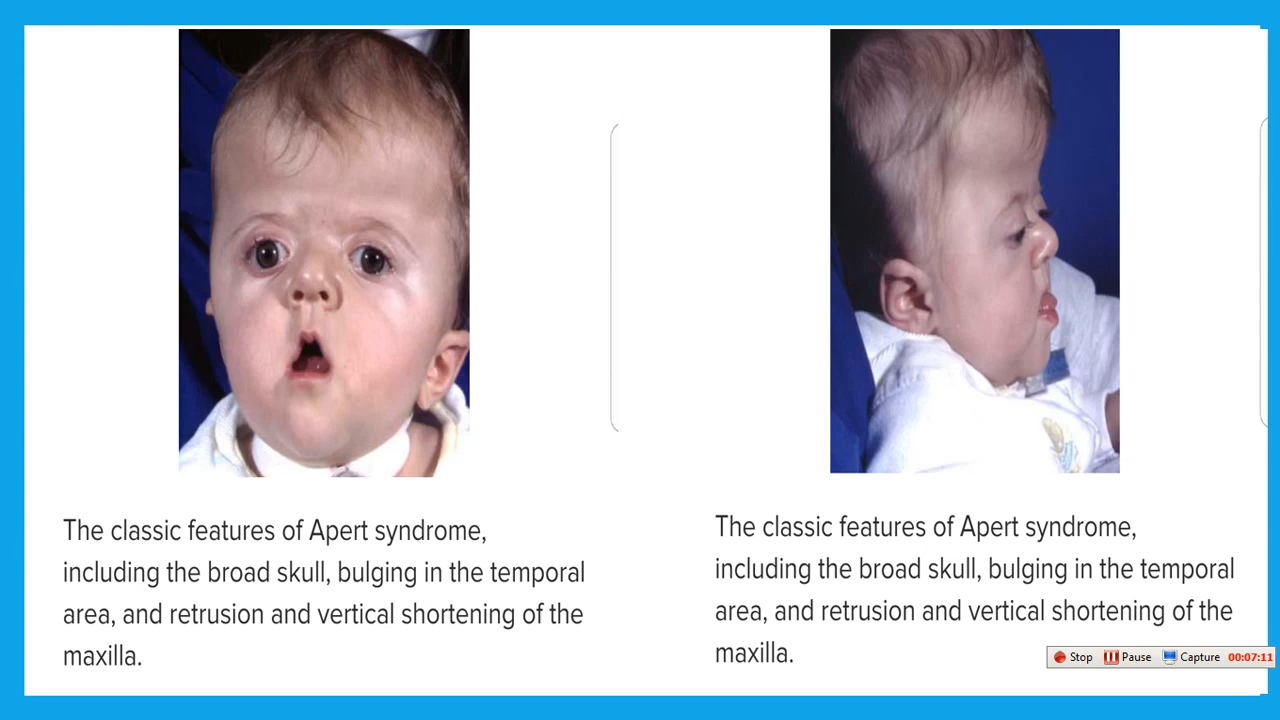 The classic features of Apert syndrome,
including the broad skull, bulging in the temporal
area, and retrusion and vertical shortening of the
maxilla.
The classic features of Apert syndrome,
including the broad skull, bulging in the temporal
area, and retrusion and vertical shortening of the
maxilla.
Stop Pause Capture 00:07:11